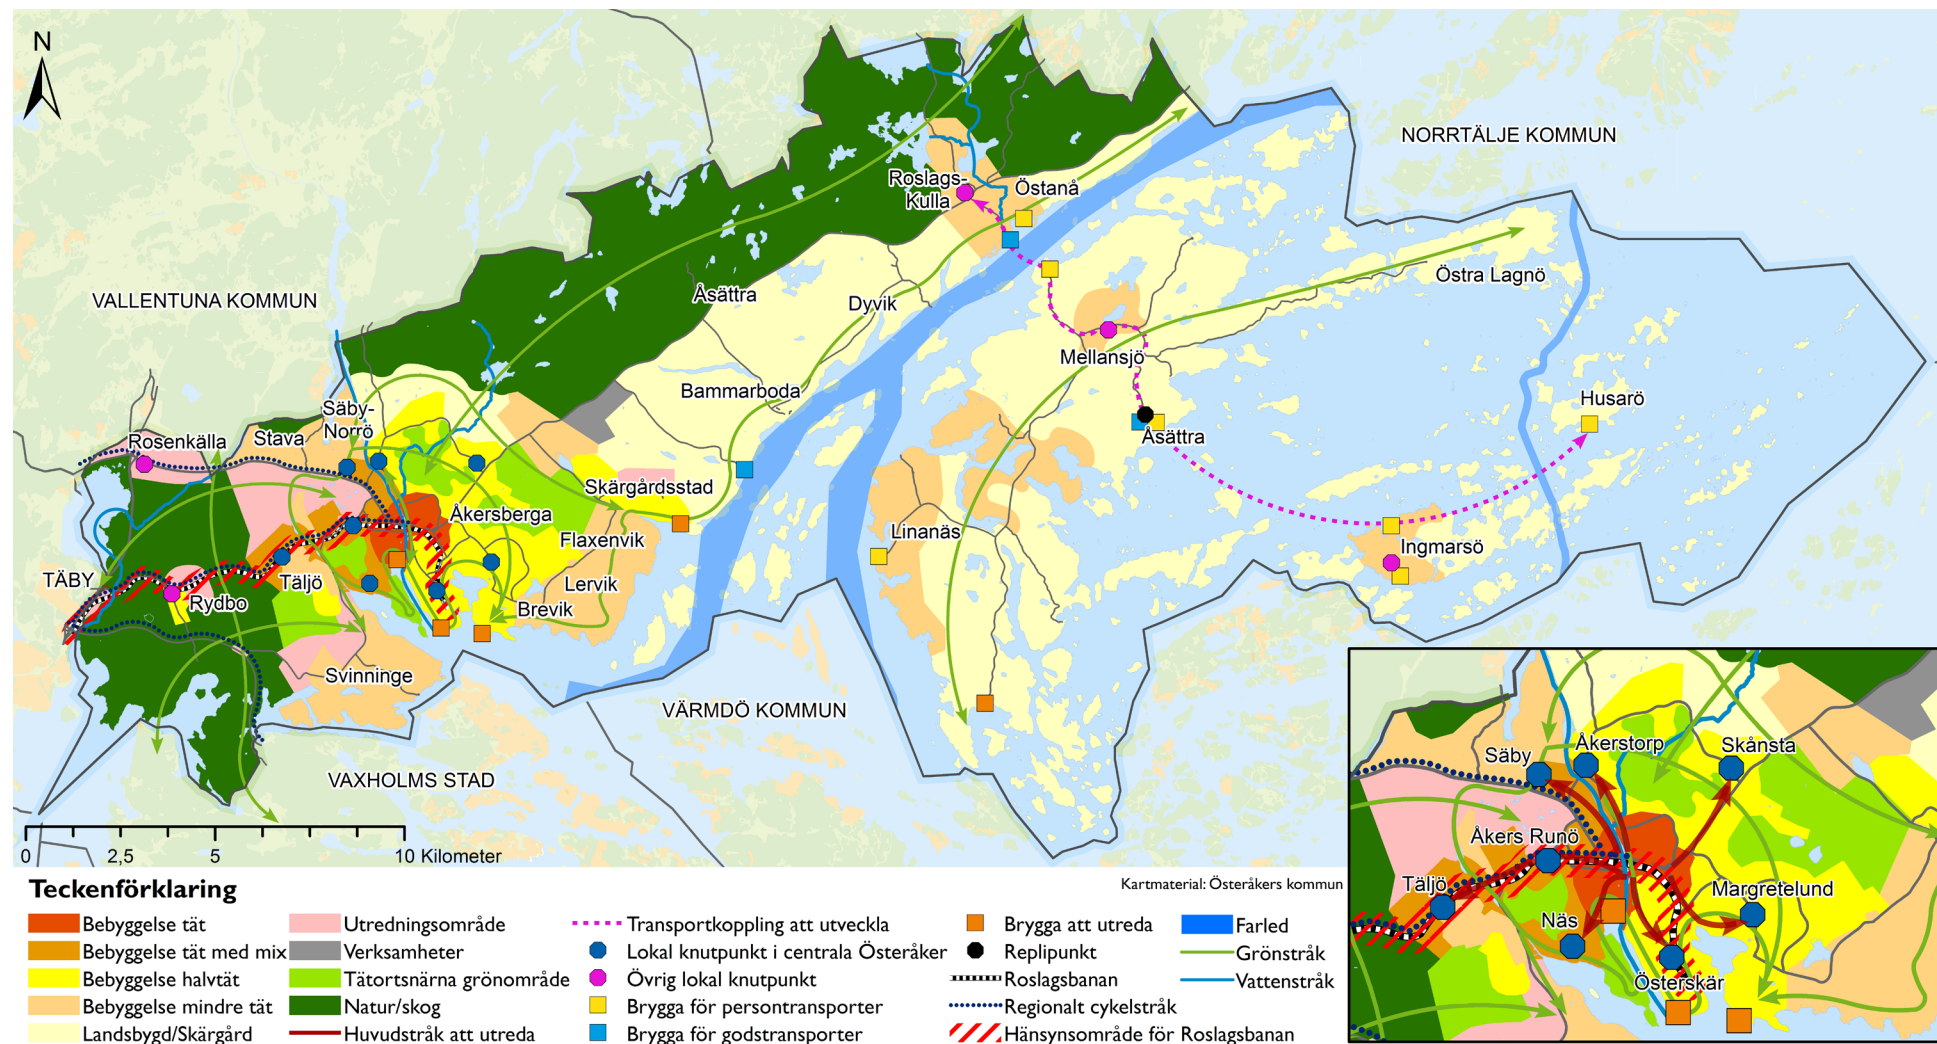 N
NORRTÄLJE KOMMUN
Roslags-
Kulla
Östanå
Östra Lagnö
VALLENTUNA KOMMUN
Åsättra
Dyvik
Mellansjö
Bammarboda
Husarö
Säby-
Norrö
Rosenkälla
Stava
Åsättra
Skärgårdsstad
Åkersberga
Linanäs
Flaxenvik
Ingmarsö
TÄBY
Täljö
Lervik
Rydbo
Brevik
Svinninge
VÄRMDÖ KOMMUN
VAXHOLMS STAD
0 2,5 5 10 Kilometer
Säby
Åkerstorp
Skånsta
Åkers Runö
Täljö
Margretelund
Näs
Österskär
Kartmaterial: Österåkers kommun
Teckenförklaring
Bebyggelse tät
Bebyggelse tät med mix
Bebyggelse halvtät
Bebyggelse mindre tät
Landsbygd/Skärgård
Utredningsområde
Verksamheter
Tätortsnärna grönområde
Natur/skog
Huvudstråk att utreda
Transportkoppling att utveckla
Lokal knutpunkt i centrala Österåker
Övrig lokal knutpunkt
Brygga för persontransporter
Brygga för godstransporter
Brygga att utreda
Replipunkt
Roslagsbanan
Regionalt cykelstråk
Hänsynsområde för Roslagsbanan
Farled
Grönstråk
Vattenstråk